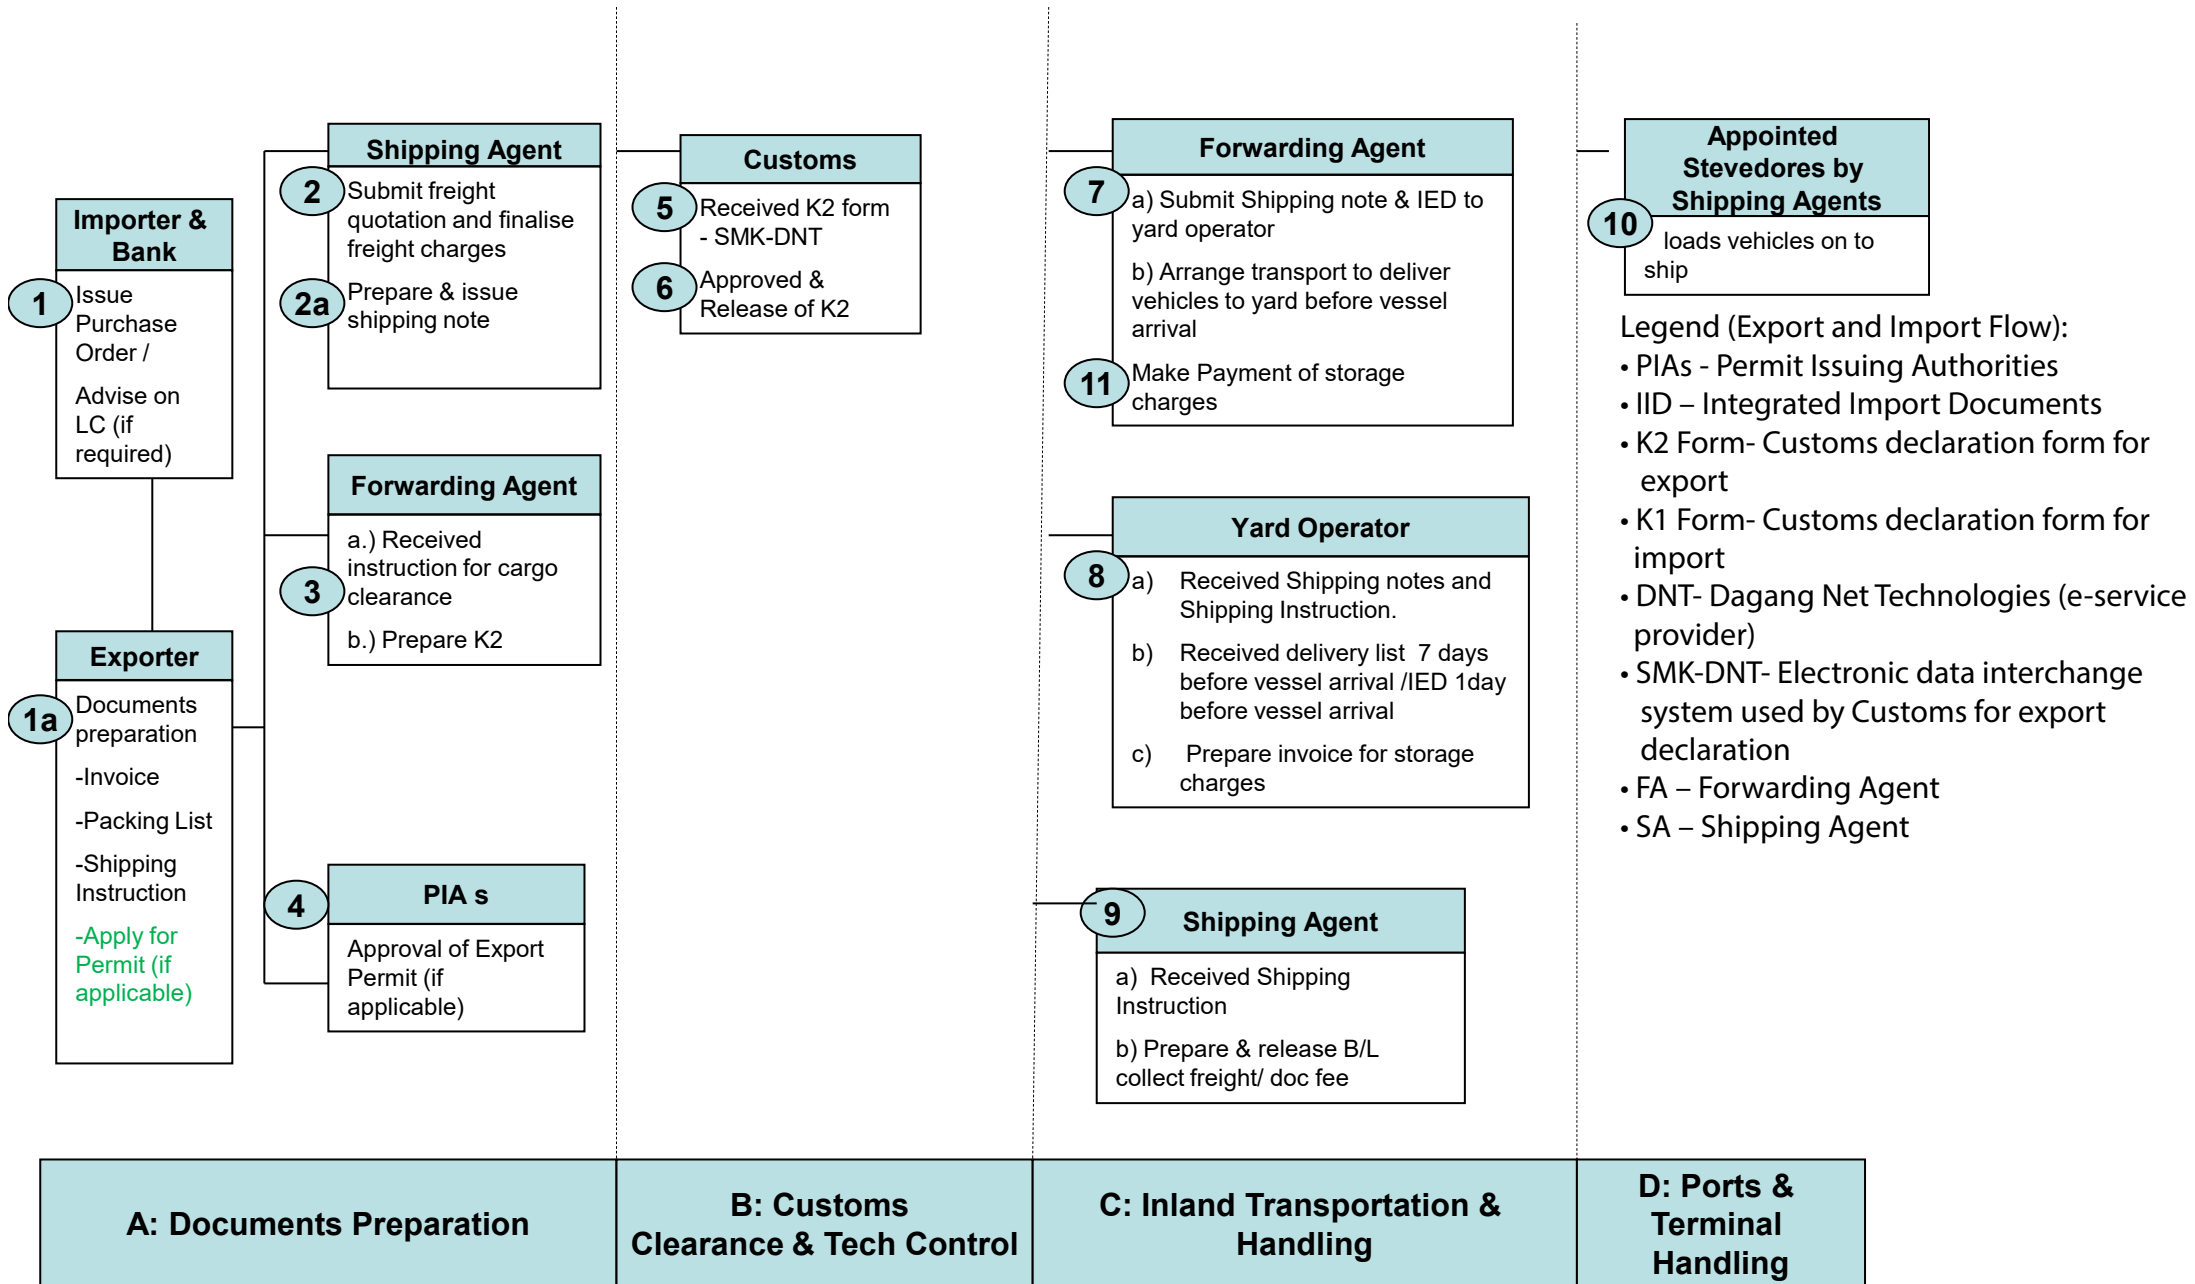 Importer &
Bank
1
Issue
Purchase
Order /
Advise on
LC (if
required)
Exporter
1a
Documents
preparation
-Invoice
-Packing List
-Shipping
Instruction
-Apply for
Permit (if
applicable)
Shipping Agent
2
Submit freight
quotation and finalise
freight charges
2a
Prepare & issue
shipping note
Forwarding Agent
a.) Received
instruction for cargo
clearance
3
b.) Prepare K2
4
PIA s
Approval of Export
Permit (if
applicable)
Customs
5
Received K2 form
- SMK-DNT
6
Approved &
Release of K2
Forwarding Agent
7
a) Submit Shipping note & IED to
yard operator
b) Arrange transport to deliver
vehicles to yard before vessel
arrival
11
Make Payment of storage
charges
Yard Operator
8
a) Received Shipping notes and
Shipping Instruction.
b) Received delivery list 7 days
before vessel arrival /IED 1day
before vessel arrival
c) Prepare invoice for storage
charges
9
Shipping Agent
a) Received Shipping
Instruction
b) Prepare & release B/L
collect freight/ doc fee
Appointed
Stevedores by
Shipping Agents
10
loads vehicles on to
ship
Legend (Export and Import Flow):
• PIAs - Permit Issuing Authorities
• IID – Integrated Import Documents
• K2 Form- Customs declaration form for
export
• K1 Form- Customs declaration form for
import
• DNT- Dagang Net Technologies (e-service
provider)
• SMK-DNT- Electronic data interchange
system used by Customs for export
declaration
• FA – Forwarding Agent
• SA – Shipping Agent
A: Documents Preparation
B: Customs
Clearance & Tech Control
C: Inland Transportation &
Handling
D: Ports &
Terminal
Handling